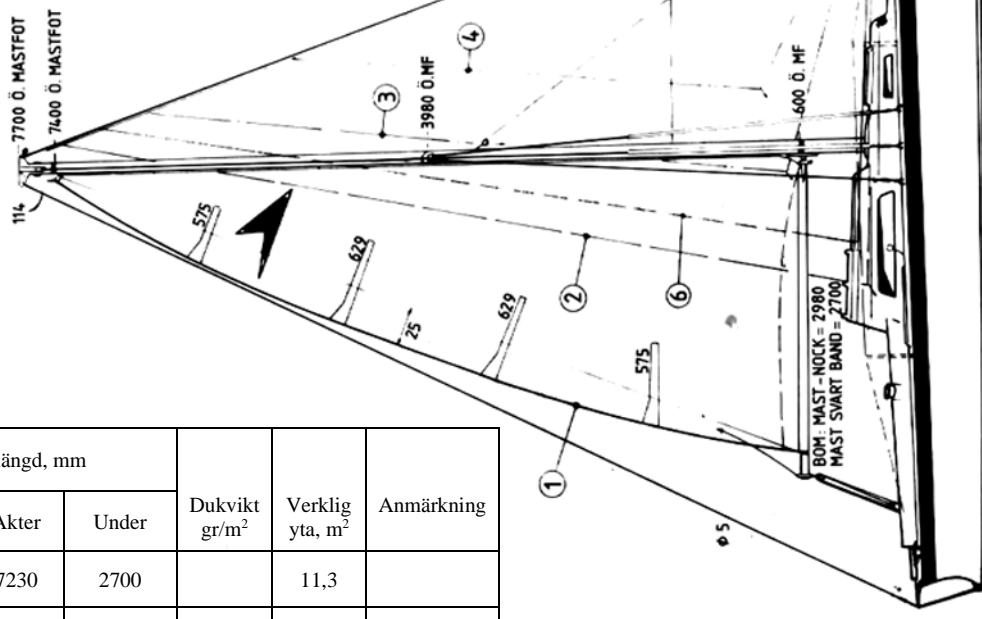 7700 Ö. MASTFOT
7400 Ö. MASTFOT
114
3980 Ö.MF
600 Ö. MF
4
3
575
629
25
629
575
2
6
1
BOM: MAST-NOCK = 2980
MAST SVART BAND = 2700
ϕ 5
ängd, mm
Akter
Under
Dukvikt
gr/m²
Verklig
yta, m²
Anmärkning
7230
2700
11,3